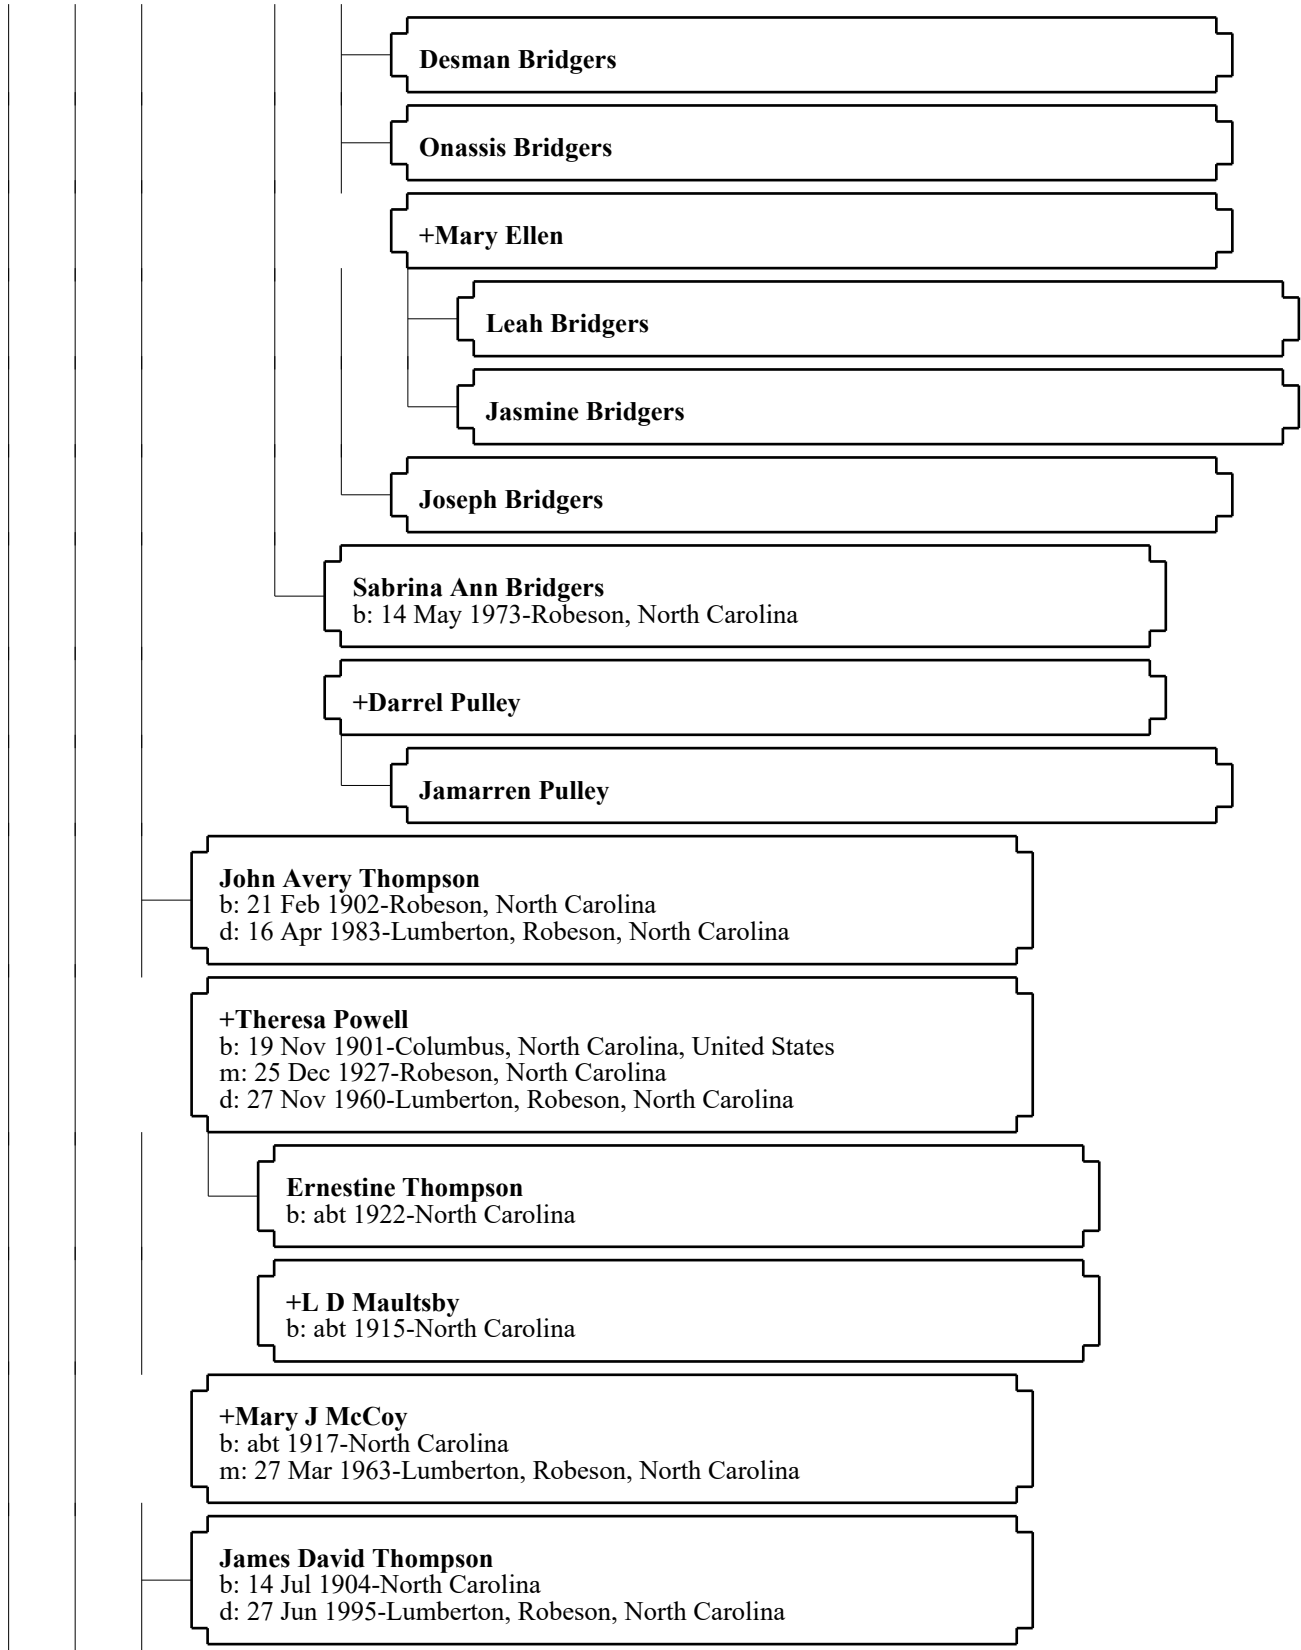 Desman Bridgers
Onassis Bridgers
+Mary Ellen
Leah Bridgers
Jasmine Bridgers
Joseph Bridgers
Sabrina Ann Bridgers
b: 14 May 1973-Robeson, North Carolina
+Darrel Pulley
Jamarren Pulley
John Avery Thompson
b: 21 Feb 1902-Robeson, North Carolina
d: 16 Apr 1983-Lumberton, Robeson, North Carolina
+Theresa Powell
b: 19 Nov 1901-Columbus, North Carolina, United States
m: 25 Dec 1927-Robeson, North Carolina
d: 27 Nov 1960-Lumberton, Robeson, North Carolina
Ernestine Thompson
b: abt 1922-North Carolina
+L D Maultsby
b: abt 1915-North Carolina
+Mary J McCoy
b: abt 1917-North Carolina
m: 27 Mar 1963-Lumberton, Robeson, North Carolina
James David Thompson
b: 14 Jul 1904-North Carolina
d: 27 Jun 1995-Lumberton, Robeson, North Carolina